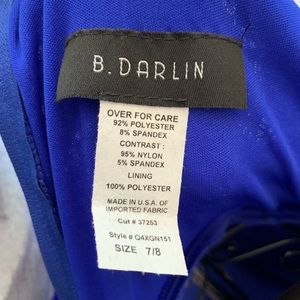 B. DARLIN
OVER FOR CARE
92% POLYESTER
8% SPANDEX
CONTRAST :
95% NYLON
5% SPANDEX
LINING
100% POLYESTER
MADE IN U.S.A. OF
IMPORTED FABRIC
Cut # 37253
Style # Q4XGN151
SIZE 7/8